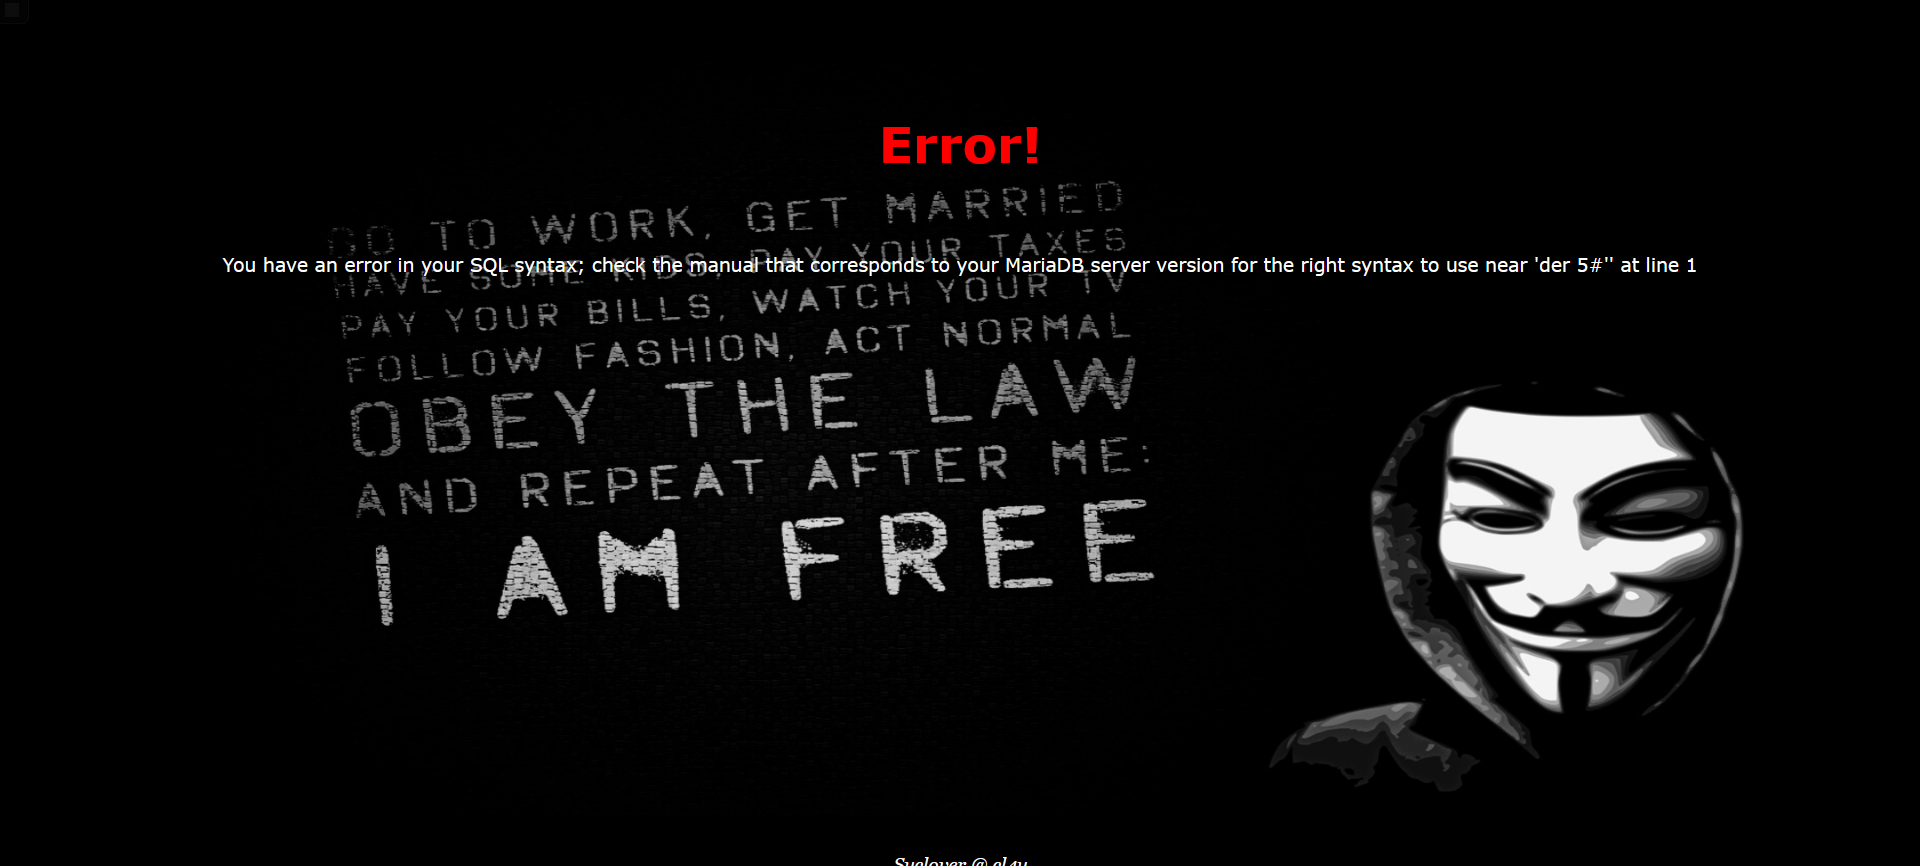 Error!
GO TO WORK, GET MARRIED
HAVE SOME KIDS, PAY YOUR TAXES
You have an error in your SQL syntax; check the manual that corresponds to your MariaDB server version for the right syntax to use near 'der 5#'' at line 1
PAY YOUR BILLS, WATCH YOUR TV
FOLLOW FASHION, ACT NORMAL
OBEY THE LAW
AND REPEAT AFTER ME:
I AM FREE
@